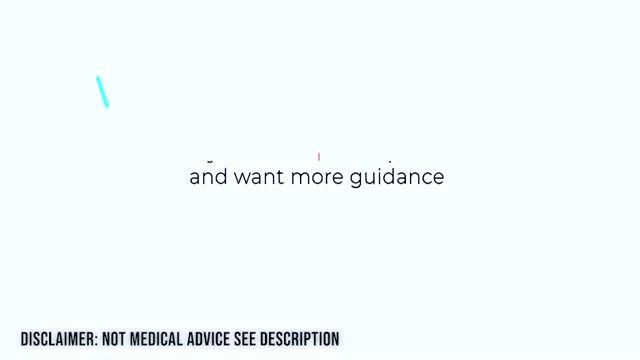 and want more guidance
DISCLAIMER: NOT MEDICAL ADVICE SEE DESCRIPTION